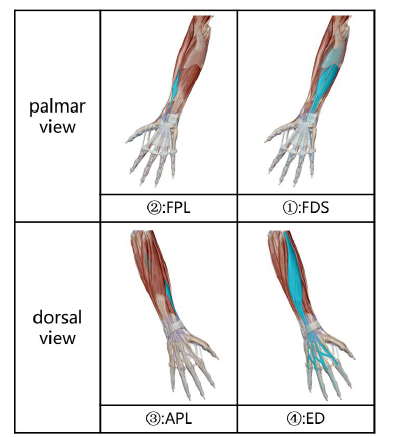 palmar
view
②:FPL
①:FDS
dorsal
view
③:APL
④:ED